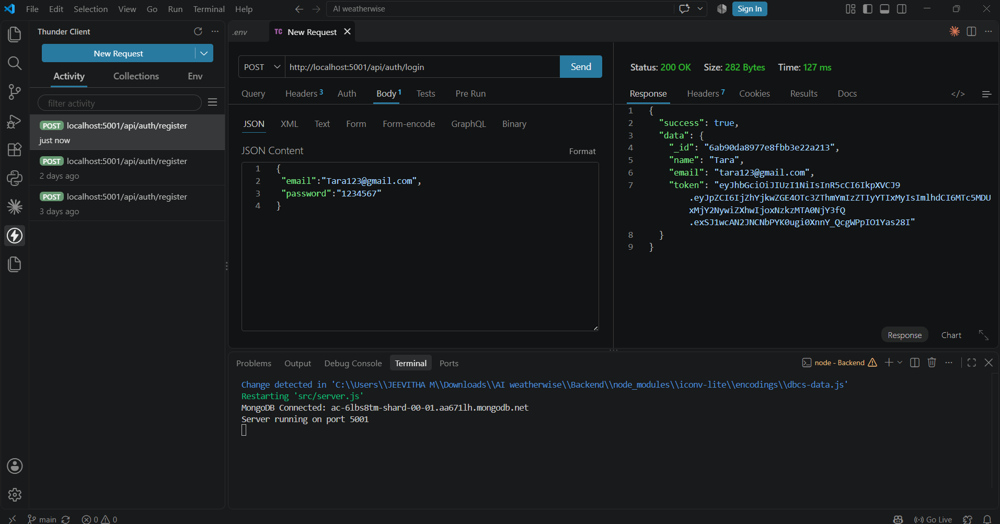 File Edit Selection View Go Run Terminal Help
AI weatherwise
Sign In
Thunder Client
New Request
Activity Collections Env
filter activity
POST localhost:5001/api/auth/register
just now
POST localhost:5001/api/auth/register
2 days ago
POST localhost:5001/api/auth/register
3 days ago
.env
TC New Request
POST http://localhost:5001/api/auth/login Send
Query Headers 3 Auth Body 1 Tests Pre Run
JSON XML Text Form Form-encode GraphQL Binary
JSON Content Format
1 {
2 "email":"Tara123@gmail.com",
3 "password":"1234567"
4 }
Status: 200 OK Size: 282 Bytes Time: 127 ms
Response Headers 7 Cookies Results Docs </>
1 {
2 "success": true,
3 "data": {
4 "_id": "6ab90da8977e8fbb3e22a213",
5 "name": "Tara",
6 "email": "tara123@gmail.com",
7 "token": "eyJhbGciOiJIUzI1NiIsInR5cCI6IkpXVCJ9
.eyJpZCI6IjZhYjkwZGE4OTc3ZThmYmIzZTIyYTIxMyIsImlhdCI6MTc5MDU
xMjY2NywiZXhwIjoxNzkzMTA0NjY3fQ
.exSJ1wcAN2JNCNbPYK0ugi0XnnY_QcgWPpIO1Yas28I"
8 }
9 }
Response Chart
Problems Output Debug Console Terminal Ports
node - Backend
Change detected in 'C:\\Users\\JEEVITHA M\\Downloads\\AI weatherwise\\Backend\\node_modules\\iconv-lite\\encodings\\dbcs-data.js'
Restarting 'src/server.js'
MongoDB Connected: ac-6lbs8tm-shard-00-01.aa671lh.mongodb.net
Server running on port 5001
main 0 0
Go Live